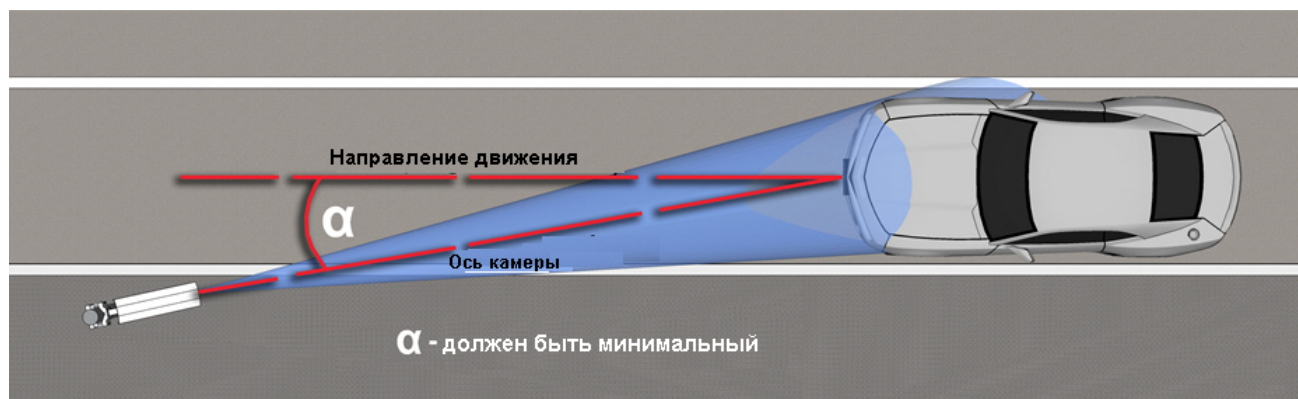 Направление движения
α
Ось камеры
α - должен быть минимальный